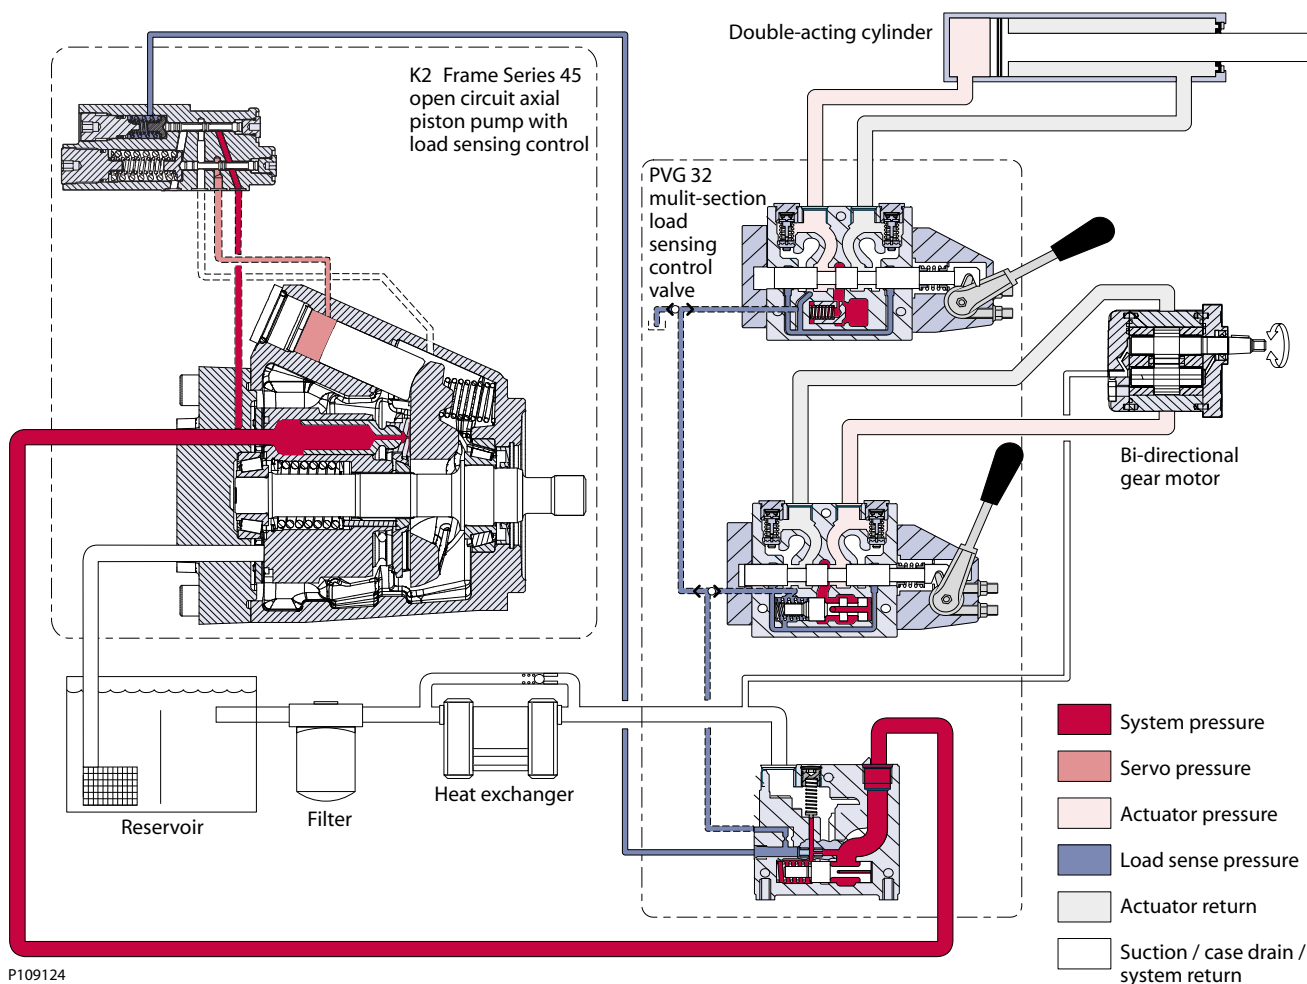 Double-acting cylinder
K2 Frame Series 45
open circuit axial
piston pump with
load sensing control
PVG 32
mulit-section
load
sensing
control
valve
Bi-directional
gear motor
Reservoir
Filter
Heat exchanger
System pressure
Servo pressure
Actuator pressure
Load sense pressure
Actuator return
Suction / case drain /
system return
P109124